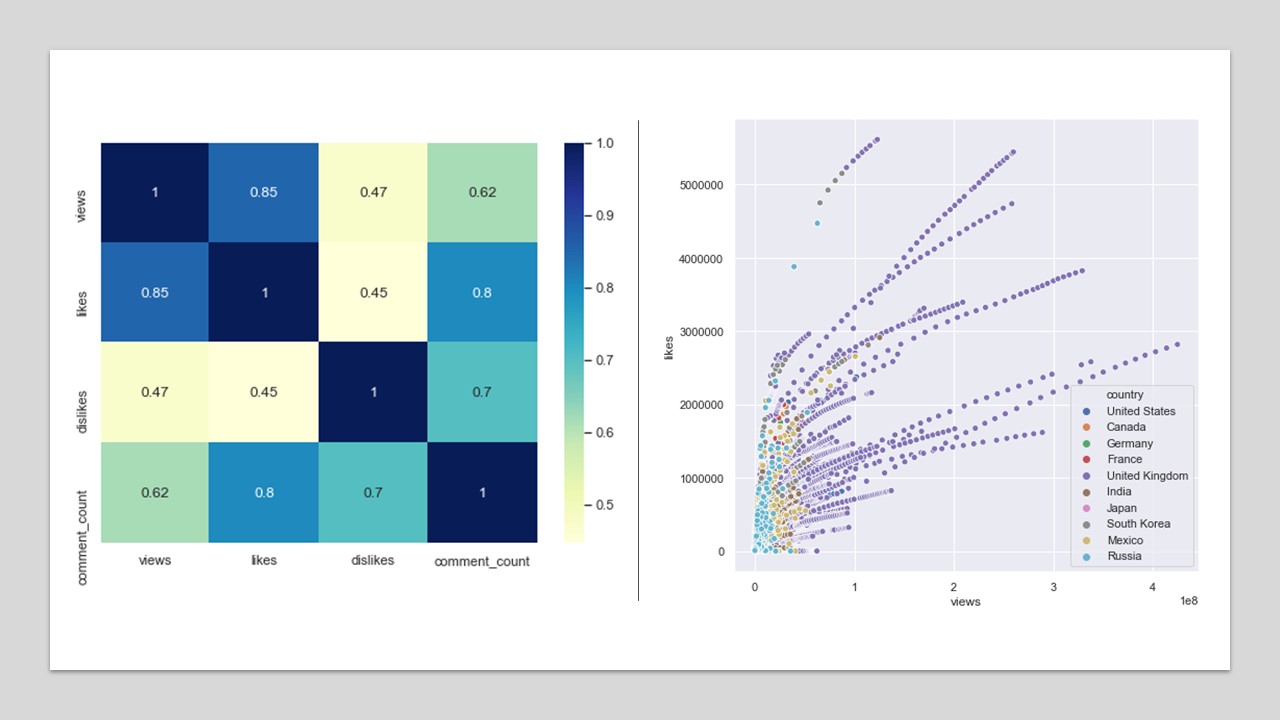 views
1
0.85
0.47
0.62
likes
0.85
1
0.45
0.8
dislikes
0.47
0.45
1
0.7
comment_count
0.62
0.8
0.7
1
views
likes
dislikes
comment_count
1.0
0.9
0.8
0.7
0.6
0.5
likes
5000000
4000000
3000000
2000000
1000000
0
0
1
2
3
4
views
1e8
country
United States
Canada
Germany
France
United Kingdom
India
Japan
South Korea
Mexico
Russia